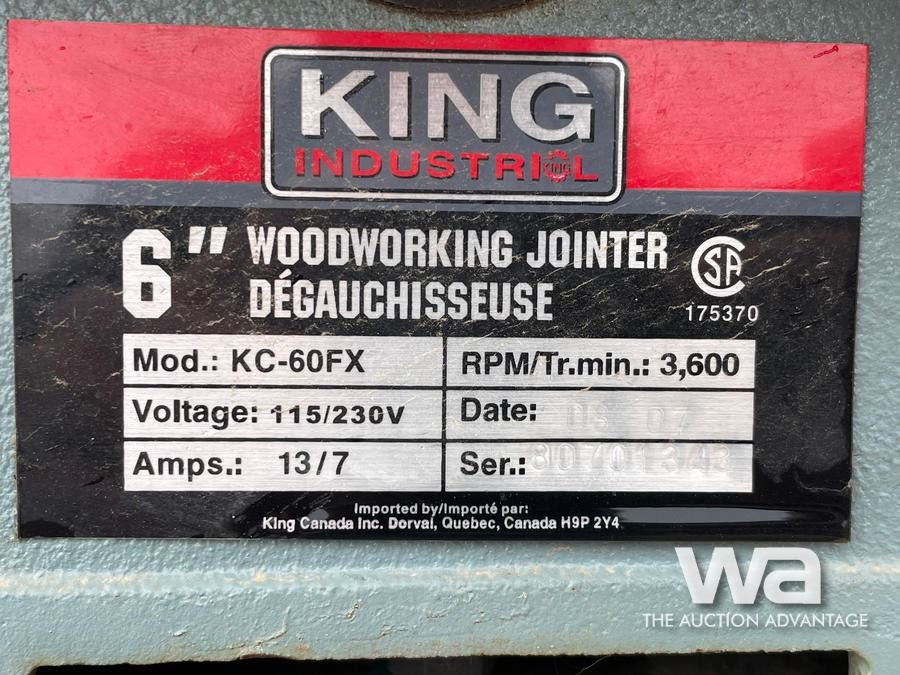 KING
INDUSTRIAL
KING
6" WOODWORKING JOINTER
DÉGAUCHISSEUSE
CSA
175370
Mod.: KC-60FX
RPM/Tr.min.: 3,600
Voltage: 115/230V
Date:
Amps.: 13/7
Ser.:
Imported by/Importé par:
King Canada Inc. Dorval, Quebec, Canada H9P 2Y4
wa
THE AUCTION ADVANTAGE